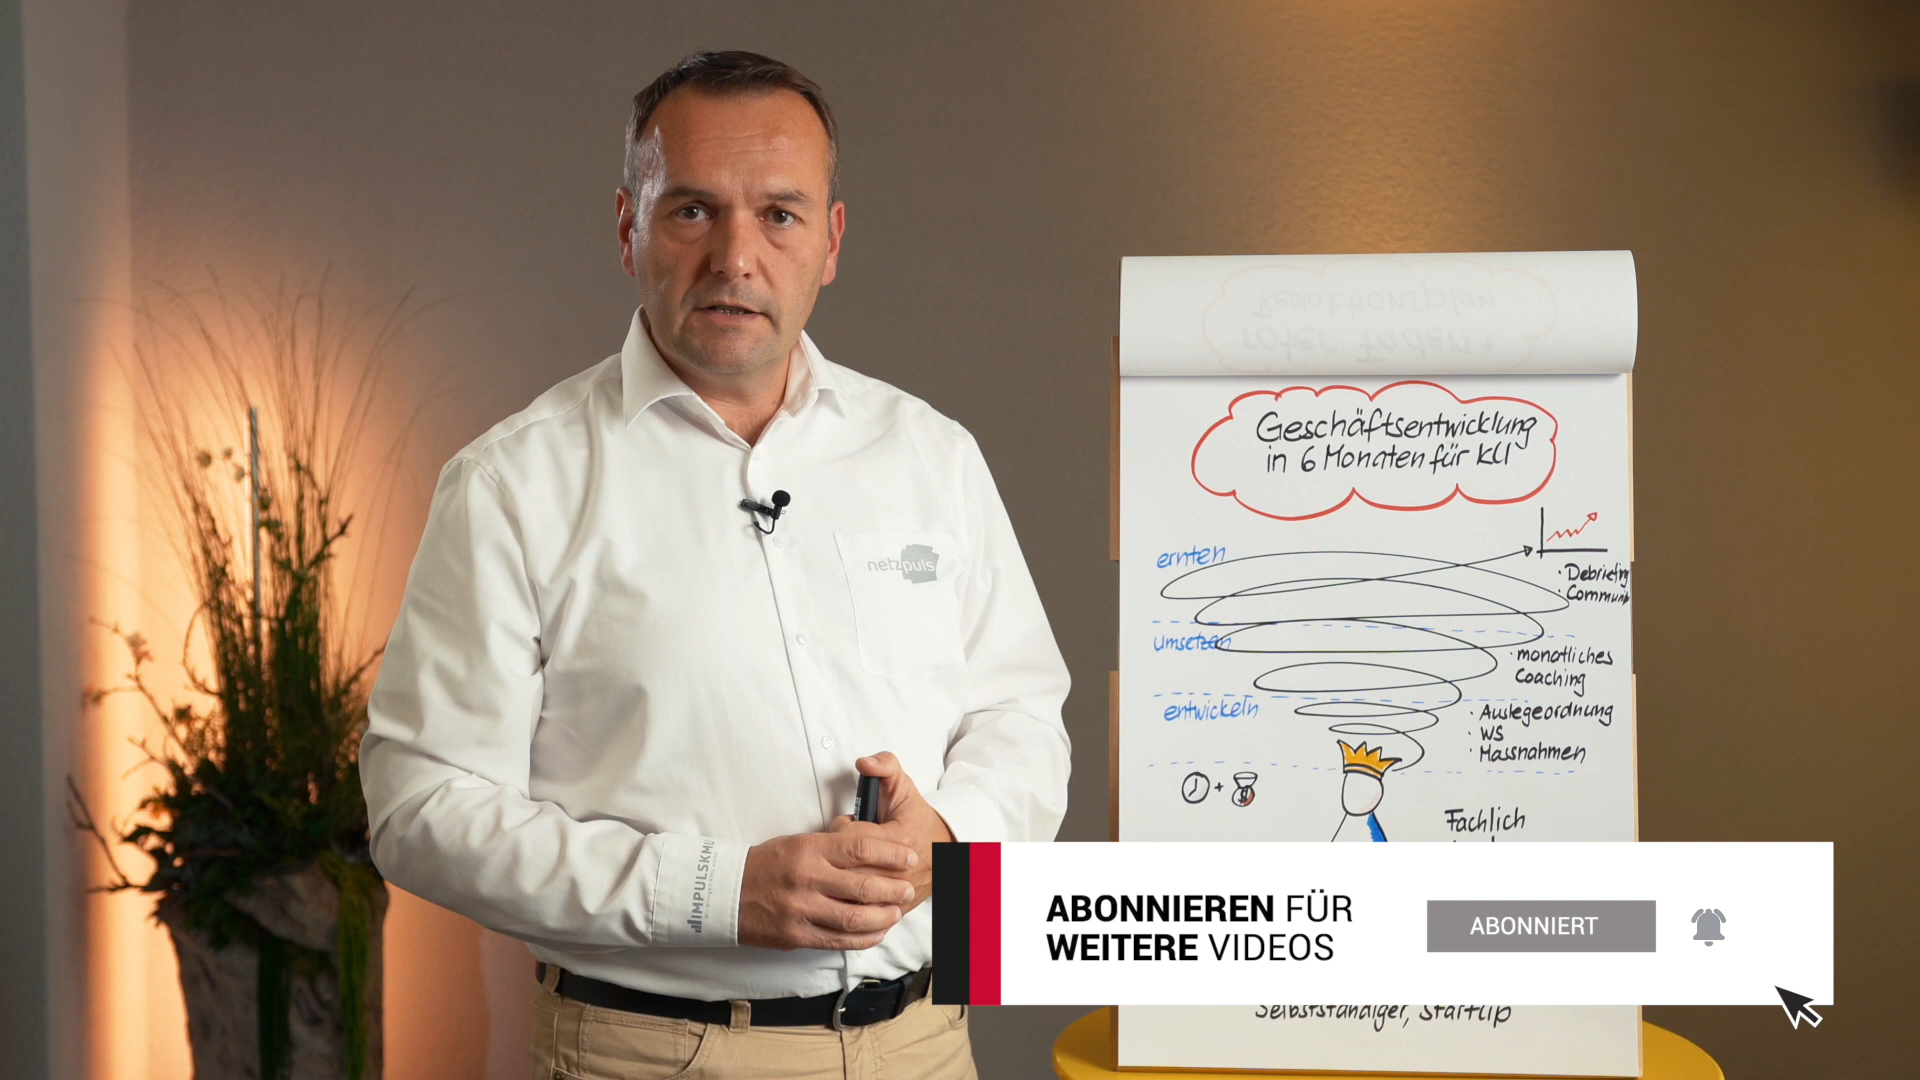 Geschäftsentwicklung
in 6 Monaten für KU
ernten
Debriefing
umsetzen
monatliches
Coaching
entwickeln
Auslegeordnung
WS
Massnahmen
Fachlich
netzpuls
IMPULSKMU
ABONNIEREN FÜR
WEITERE VIDEOS
ABONNIERT
Selbstständiger, StartUp